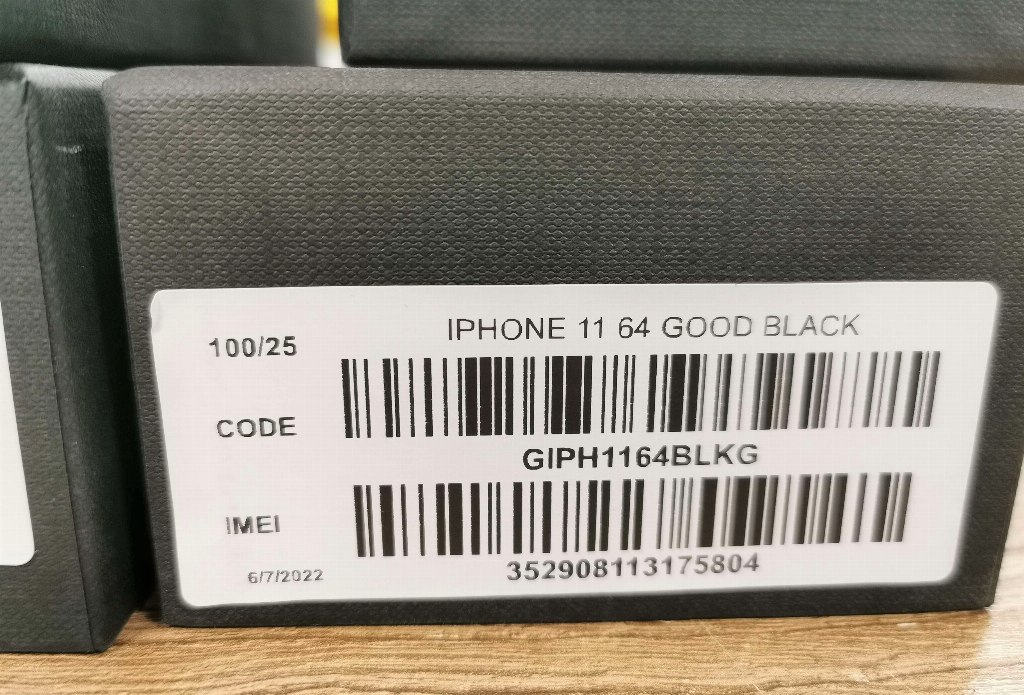 100/25
IPHONE 11 64 GOOD BLACK
CODE
GIPH1164BLKG
IMEI
352908113175804
6/7/2022